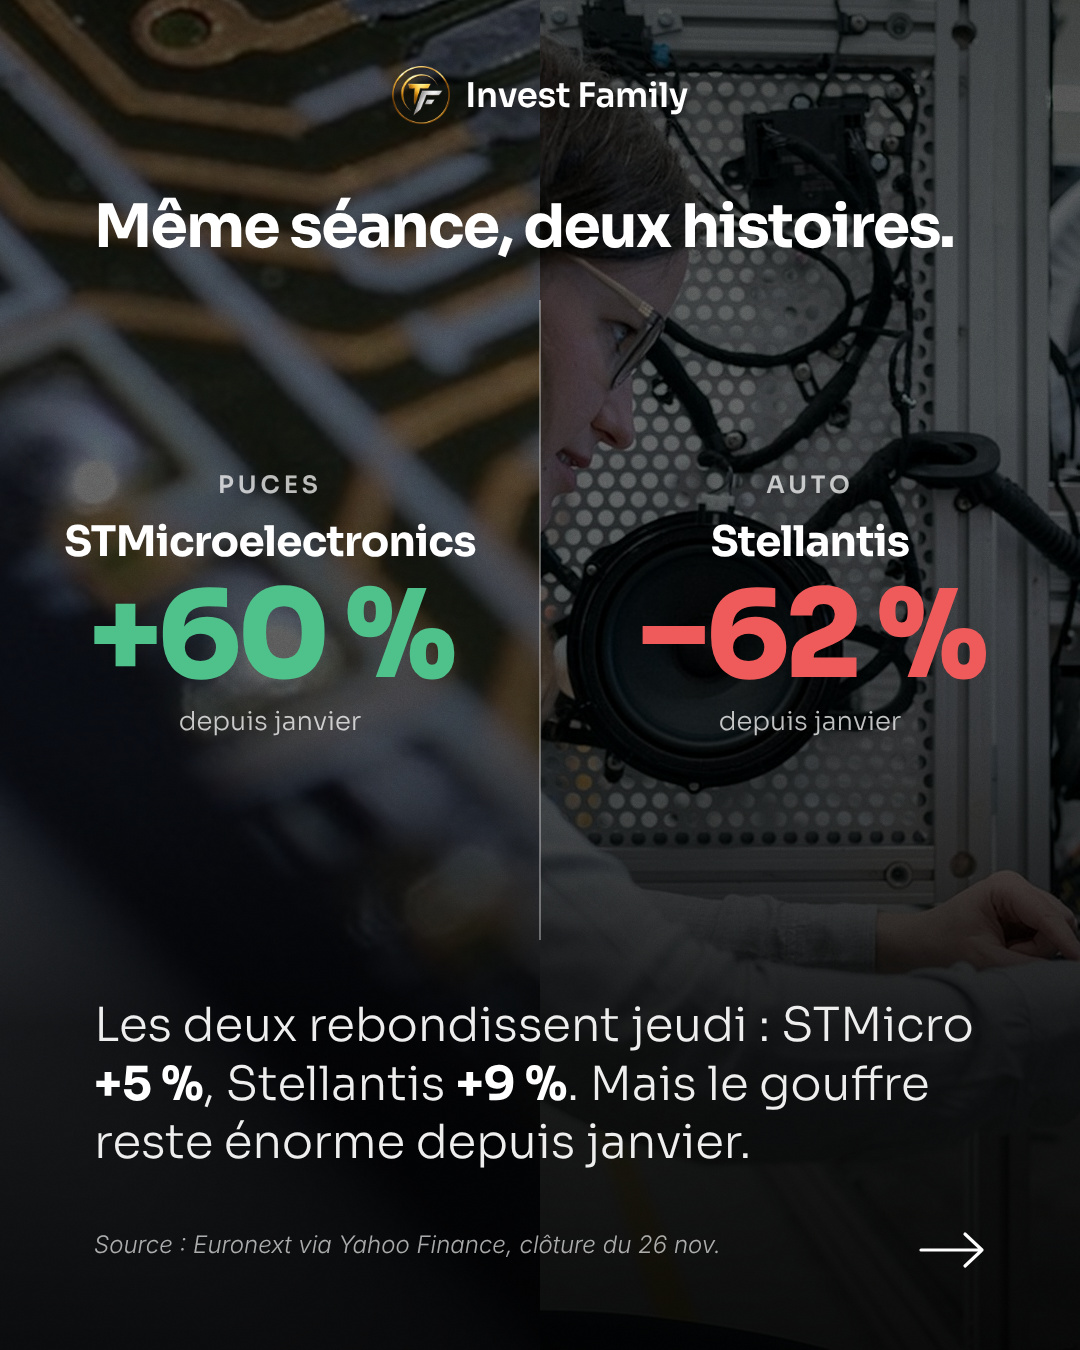 Invest Family
Même séance, deux histoires.
PUCES
STMicroelectronics
+60 %
depuis janvier
AUTO
Stellantis
−62 %
depuis janvier
Les deux rebondissent jeudi : STMicro
+5 %, Stellantis +9 %. Mais le gouffre
reste énorme depuis janvier.
Source : Euronext via Yahoo Finance, clôture du 26 nov.